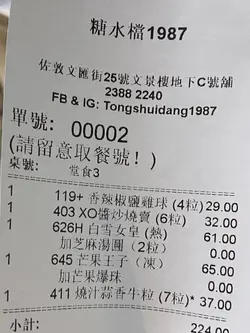 糖水檔1987
佐敦文匯街25號文景樓地下C號舖
2388 2240
FB & IG: Tongshuidang1987
單號: 00002
(請留意取餐號! )
桌號: 堂食3
1 119+ 香辣椒鹽雞球 (4粒) 29.00
1 403 XO醬炒燒賣 (6粒) 32.00
1 626H 白雪女皇 (熱) 61.00
加芝麻湯圓 (2粒) 0.00
1 645 芒果王子 (凍) 65.00
加芒果爆珠 0.00
1 411 燒汁蒜香牛粒 (7粒)* 37.00
小計: 224.00